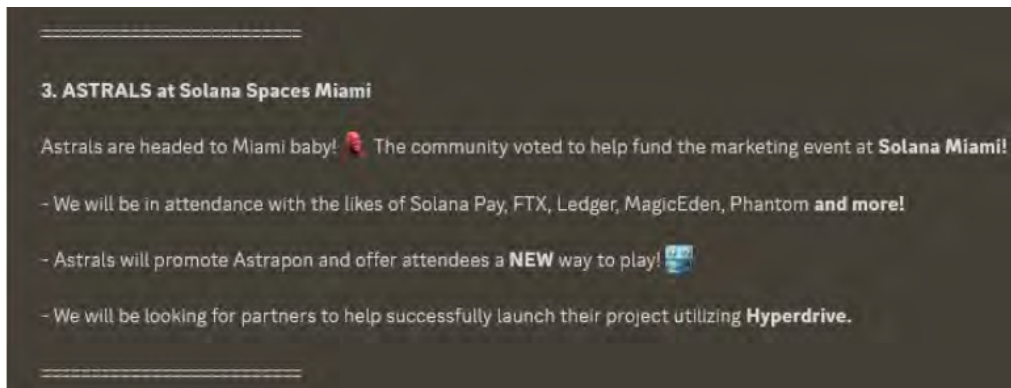 ==========================
3. ASTRALS at Solana Spaces Miami
Astrals are headed to Miami baby! The community voted to help fund the marketing event at Solana Miami!
- We will be in attendance with the likes of Solana Pay, FTX, Ledger, MagicEden, Phantom and more!
- Astrals will promote Astrapon and offer attendees a NEW way to play!
- We will be looking for partners to help successfully launch their project utilizing Hyperdrive.
==========================